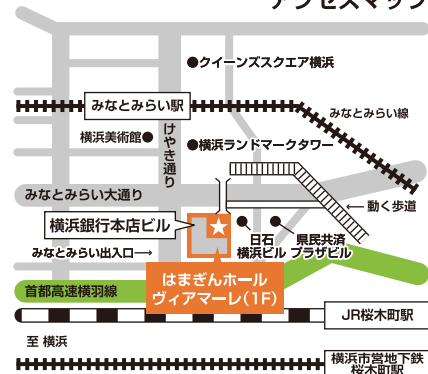 アクセスマップ
●クイーンズスクエア横浜
みなとみらい駅
みなとみらい線
横浜美術館●
けやき通り
●横浜ランドマークタワー
みなとみらい大通り
←動く歩道
横浜銀行本店ビル
日石
横浜ビル
県民共済
プラザビル
みなとみらい出入口→
はまぎんホール
ヴィアマーレ(1F)
首都高速横羽線
JR桜木町駅
至 横浜
横浜市営地下鉄
桜木町駅